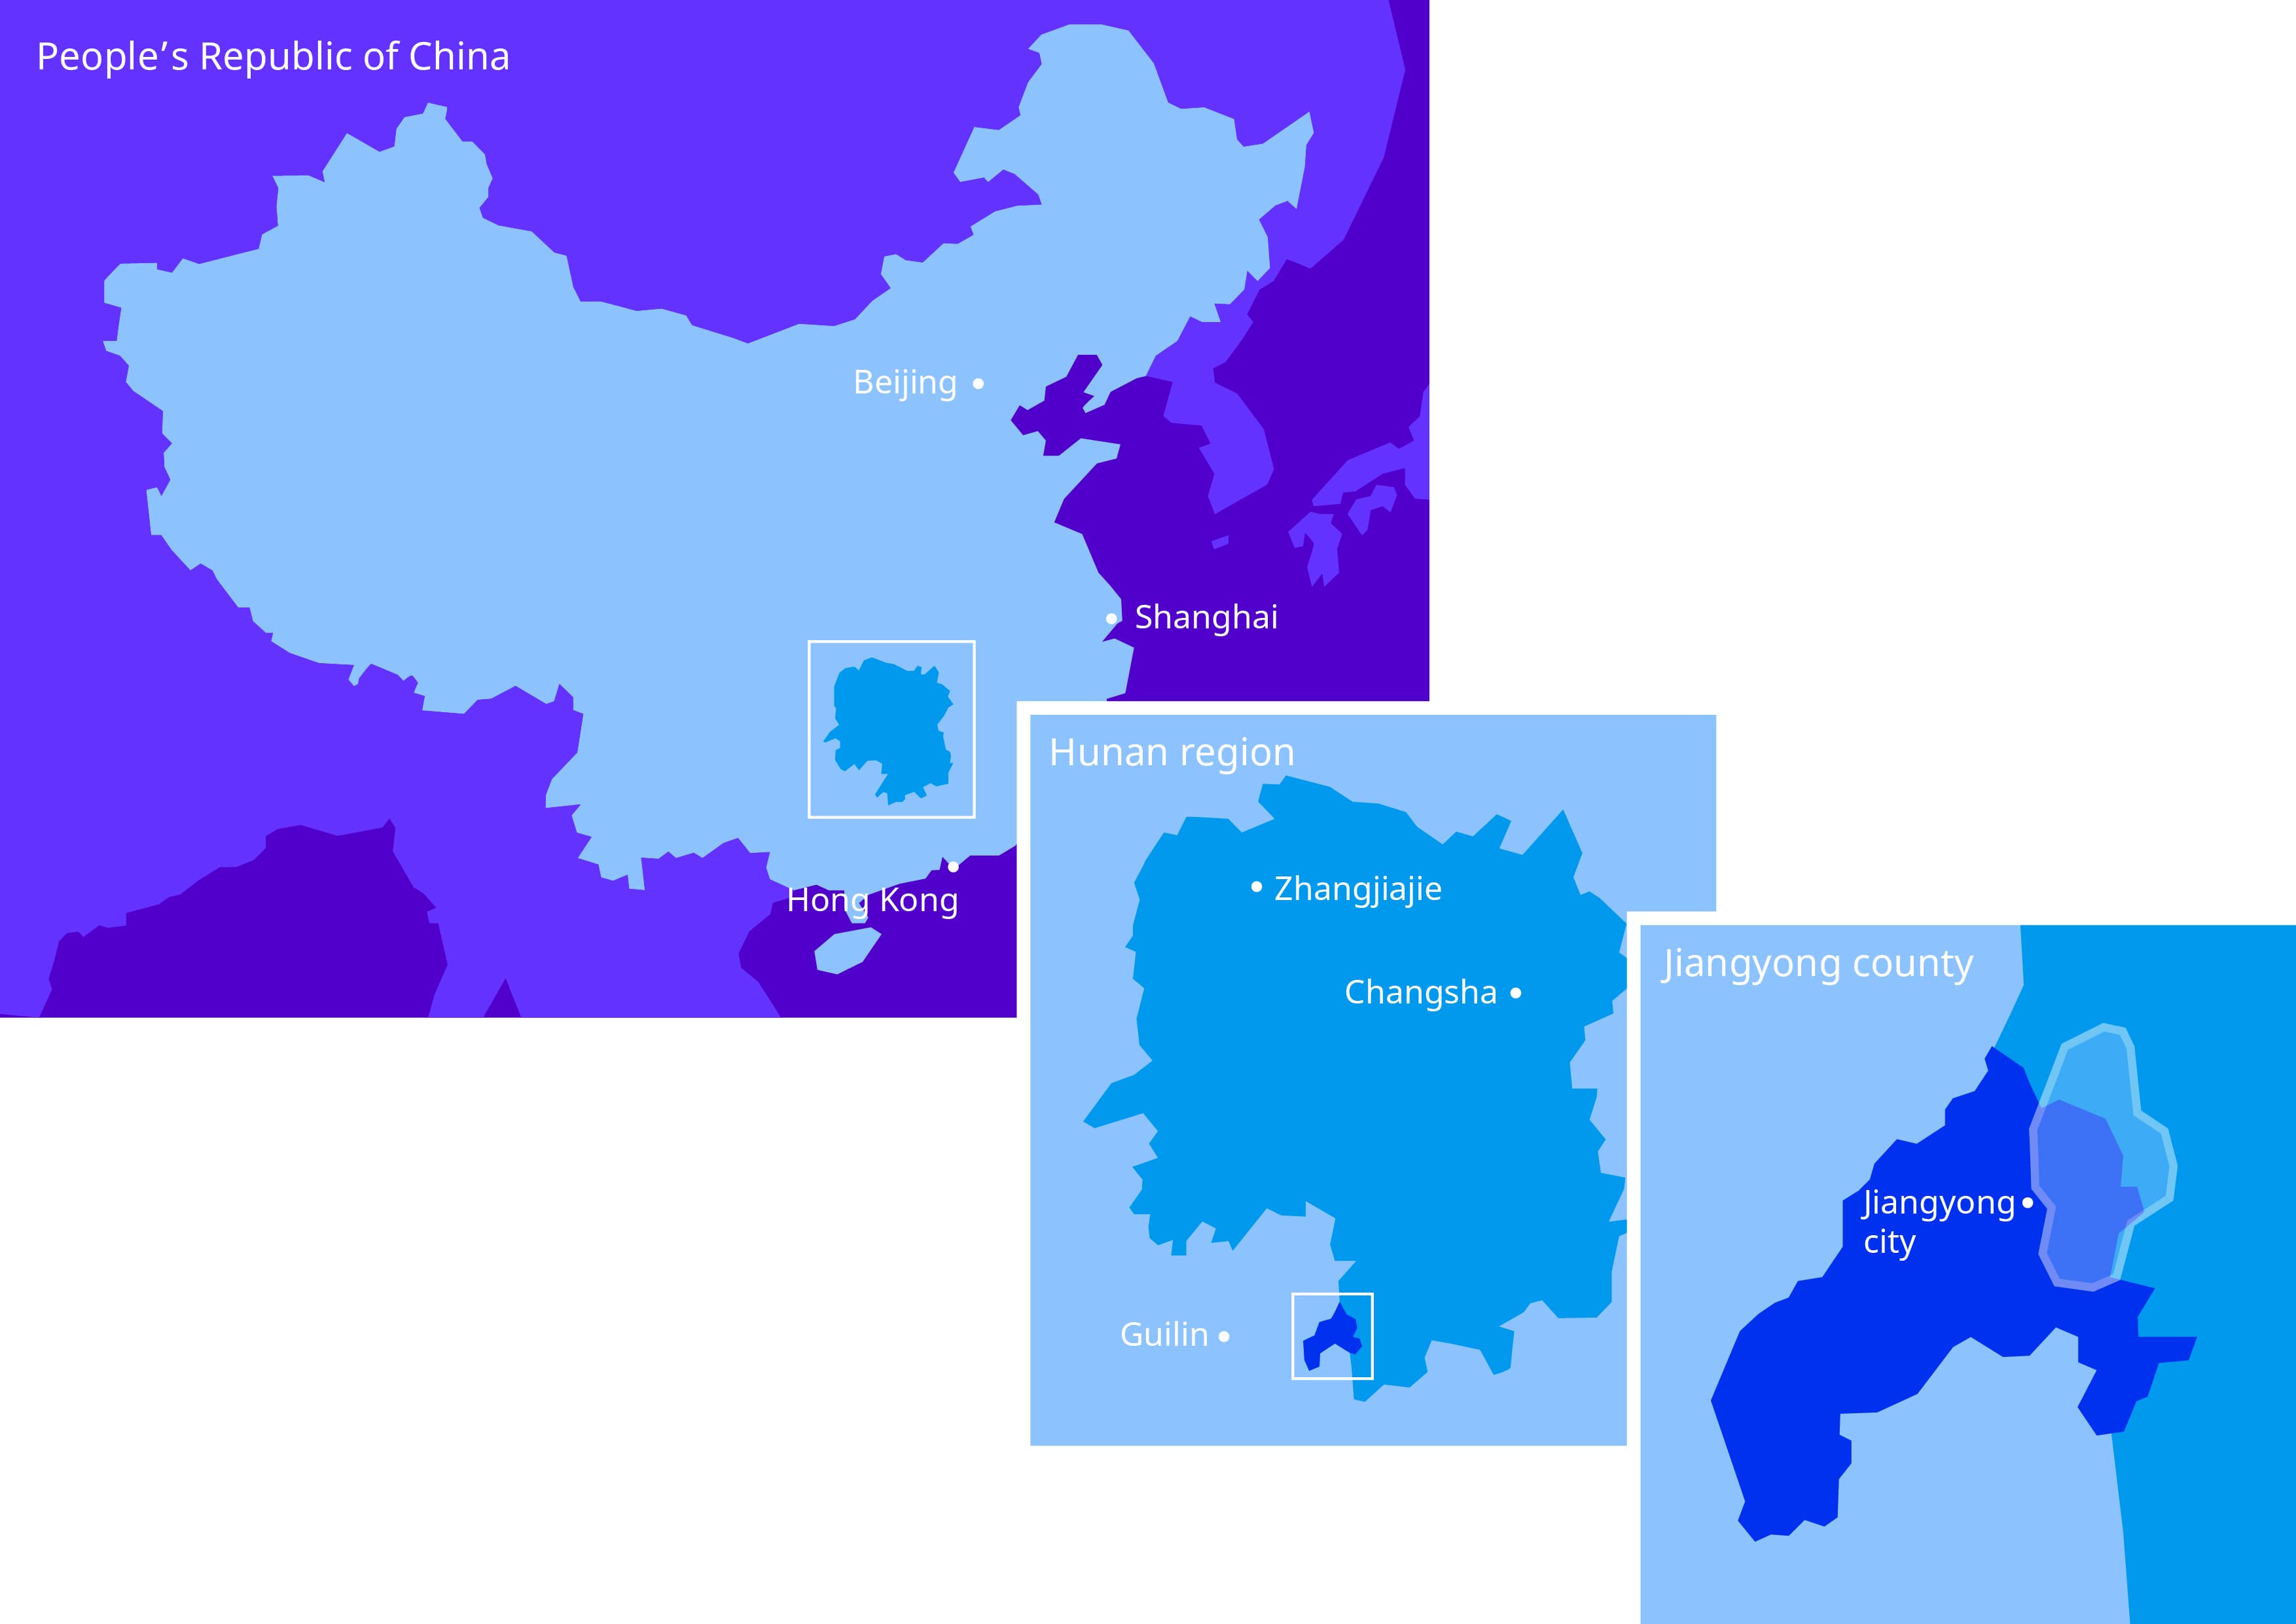 People’s Republic of China
Beijing
Shanghai
Hong Kong
Hunan region
Zhangjiajie
Changsha
Guilin
Jiangyong county
Jiangyong
city